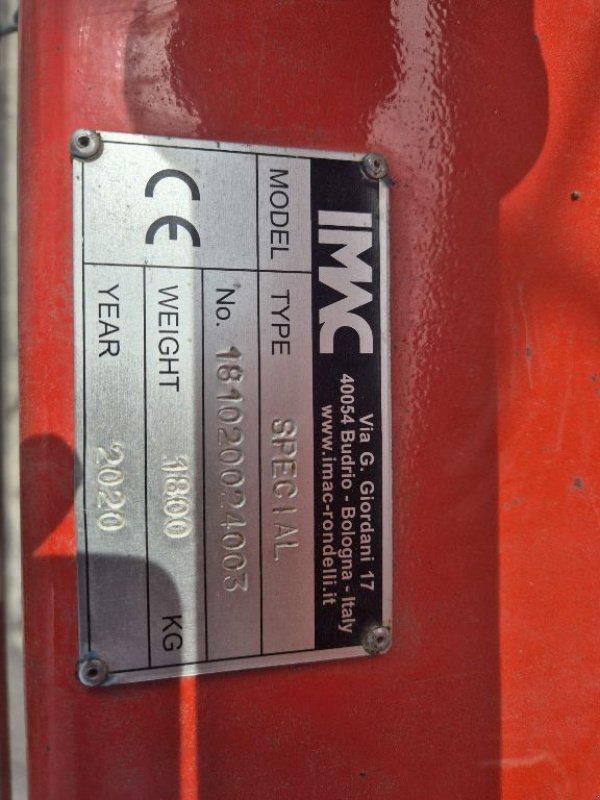 IMAC
Via G. Giordani 17
40054 Budrio - Bologna - Italy
www.imac-rondelli.it
MODEL TYPE SPECIAL
CE No. 181020024003
WEIGHT 1800 KG
YEAR 2020